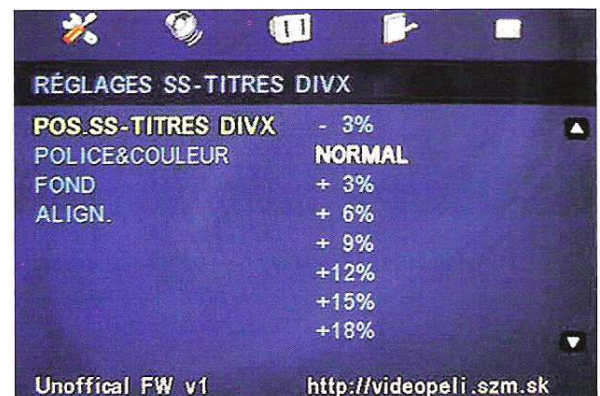 RÉGLAGES SS-TITRES DIVX
POS.SS-TITRES DIVX - 3%
POLICE&COULEUR NORMAL
FOND + 3%
ALIGN. + 6%
+ 9%
+12%
+15%
+18%
Unoffical FW v1 http://videopeli.szm.sk